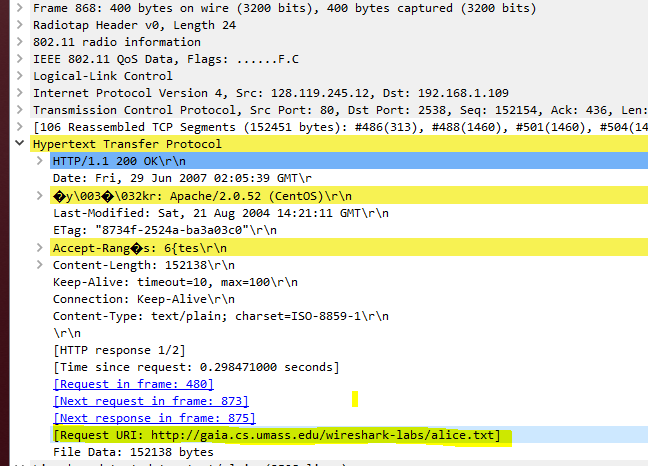 Frame 868: 400 bytes on wire (3200 bits), 400 bytes captured (3200 bits)
Radiotap Header v0, Length 24
802.11 radio information
IEEE 802.11 QoS Data, Flags: ......F.C
Logical-Link Control
Internet Protocol Version 4, Src: 128.119.245.12, Dst: 192.168.1.109
Transmission Control Protocol, Src Port: 80, Dst Port: 2538, Seq: 152154, Ack: 436, Len:
[106 Reassembled TCP Segments (152451 bytes): #486(313), #488(1460), #501(1460), #504(14
Hypertext Transfer Protocol
HTTP/1.1 200 OK\r\n
Date: Fri, 29 Jun 2007 02:05:39 GMT\r
�y\003�\032kr: Apache/2.0.52 (CentOS)\r\n
Last-Modified: Sat, 21 Aug 2004 14:21:11 GMT\r\n
ETag: "8734f-2524a-ba3a03c0"\r\n
Accept-Rang�s: 6{tes\r\n
Content-Length: 152138\r\n
Keep-Alive: timeout=10, max=100\r\n
Connection: Keep-Alive\r\n
Content-Type: text/plain; charset=ISO-8859-1\r\n
\r\n
[HTTP response 1/2]
[Time since request: 0.298471000 seconds]
[Request in frame: 480]
[Next request in frame: 873]
[Next response in frame: 875]
[Request URI: http://gaia.cs.umass.edu/wireshark-labs/alice.txt]
File Data: 152138 bytes